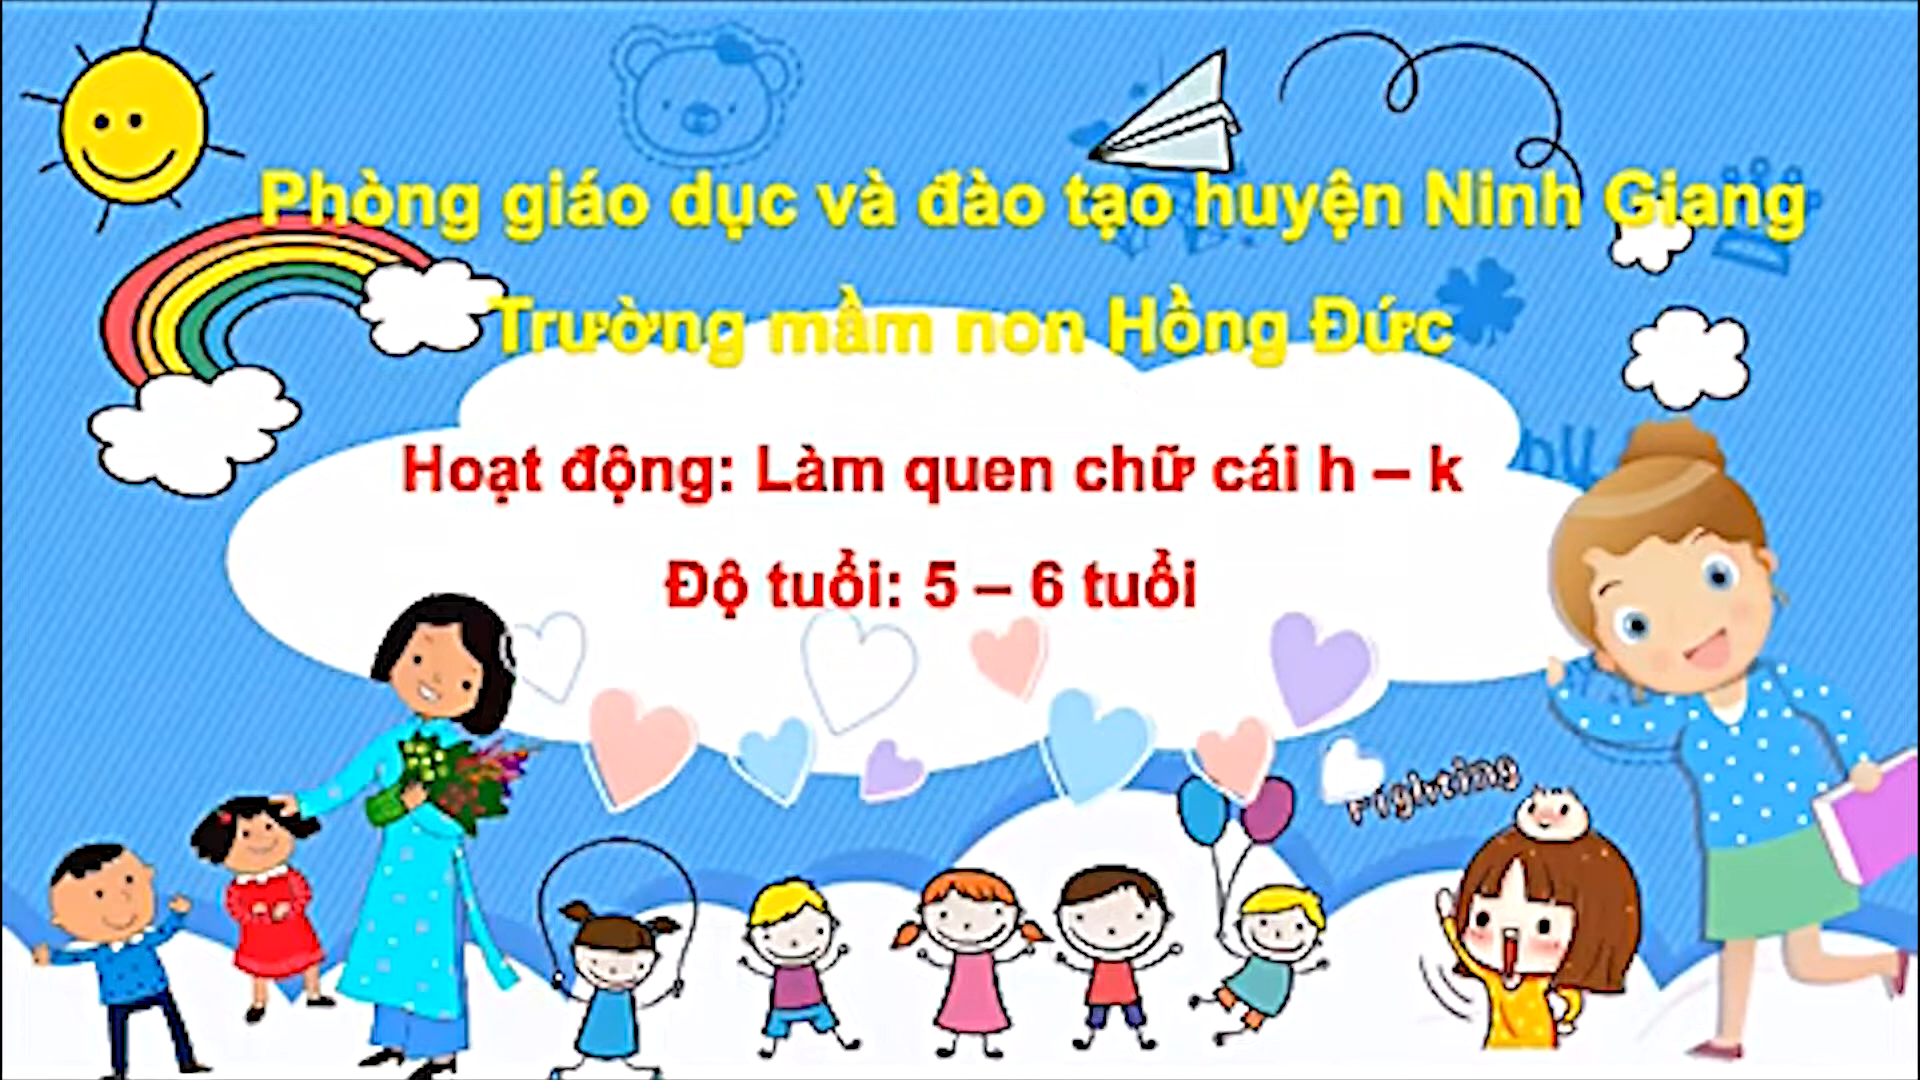 Phòng giáo dục và đào tạo huyện Ninh Giang
Trường mầm non Hồng Đức
Hoạt động: Làm quen chữ cái h – k
Độ tuổi: 5 – 6 tuổi
Fighting